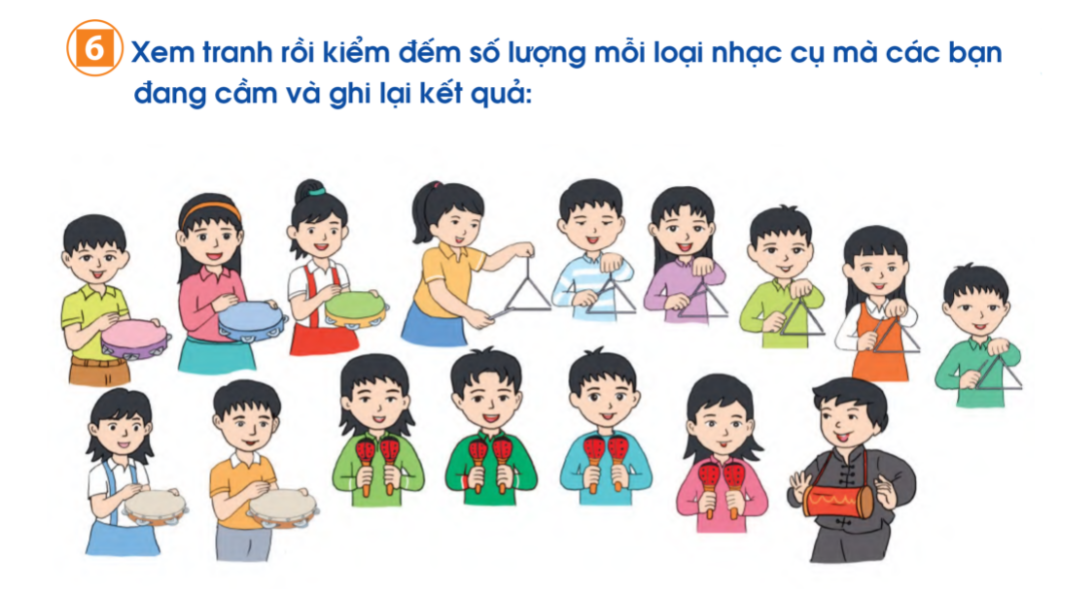 6 Xem tranh rồi kiểm đếm số lượng mỗi loại nhạc cụ mà các bạn
đang cầm và ghi lại kết quả: